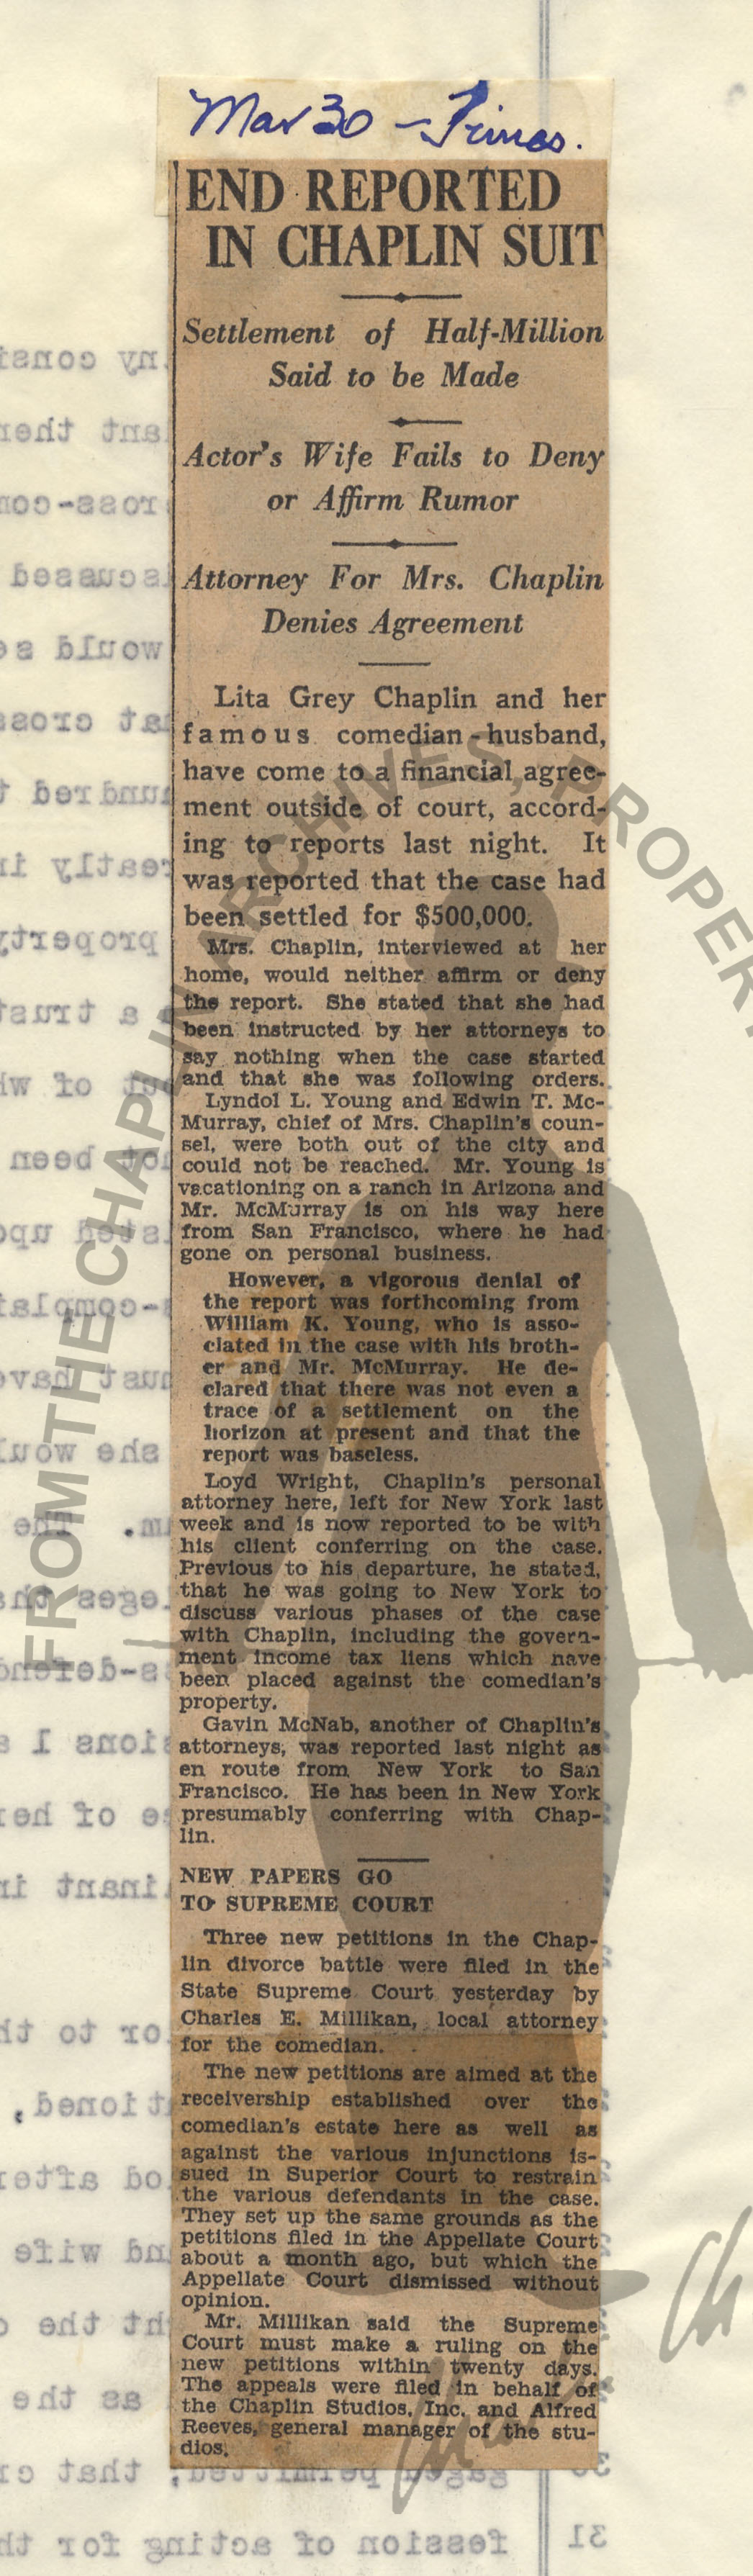 Mar 30 - Times.
END REPORTED
IN CHAPLIN SUIT
Settlement of Half-Million
Said to be Made
Actor's Wife Fails to Deny
or Affirm Rumor
Attorney For Mrs. Chaplin
Denies Agreement
Lita Grey Chaplin and her
famous comedian-husband,
have come to a financial agree-
ment outside of court, accord-
ing to reports last night. It
was reported that the case had
been settled for $500,000.
Mrs. Chaplin, interviewed at her
home, would neither affirm or deny
the report. She stated that she had
been instructed by her attorneys to
say nothing when the case started
and that she was following orders.
Lyndol L. Young and Edwin T. Mc-
Murray, chief of Mrs. Chaplin's coun-
sel, were both out of the city and
could not be reached. Mr. Young is
vacationing on a ranch in Arizona and
Mr. McMurray is on his way here
from San Francisco, where he had
gone on personal business.
However, a vigorous denial of
the report was forthcoming from
William K. Young, who is asso-
ciated in the case with his broth-
er and Mr. McMurray. He de-
clared that there was not even a
trace of a settlement on the
horizon at present and that the
report was baseless.
Loyd Wright, Chaplin's personal
attorney here, left for New York last
week and is now reported to be with
his client conferring on the case.
Previous to his departure, he stated,
that he was going to New York to
discuss various phases of the case
with Chaplin, including the govern-
ment income tax liens which have
been placed against the comedian's
property.
Gavin McNab, another of Chaplin's
attorneys, was reported last night as
en route from New York to San
Francisco. He has been in New York
presumably conferring with Chap-
lin.
NEW PAPERS GO
TO SUPREME COURT
Three new petitions in the Chap-
lin divorce battle were filed in the
State Supreme Court yesterday by
Charles E. Millikan, local attorney
for the comedian.
The new petitions are aimed at the
receivership established over the
comedian's estate here as well as
against the various injunctions is-
sued in Superior Court to restrain
the various defendants in the case.
They set up the same grounds as the
petitions filed in the Appellate Court
about a month ago, but which the
Appellate Court dismissed without
opinion.
Mr. Millikan said the Supreme
Court must make a ruling on the
new petitions within twenty days.
The appeals were filed in behalf of
the Chaplin Studios, Inc. and Alfred
Reeves, general manager of the stu-
dios.
FROM THE CHAPLIN ARCHIVES, PROPERT